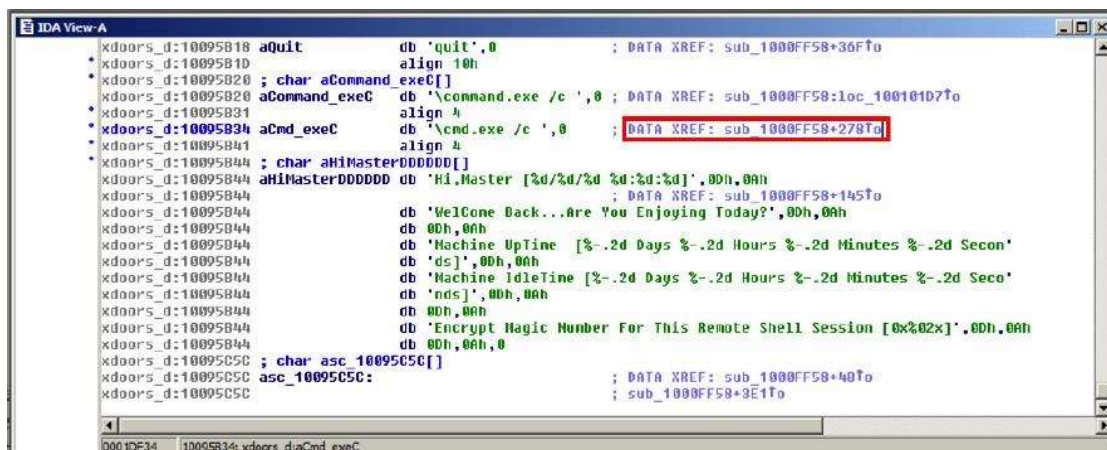 IDA View-A
xdoors_d:10095B18 aQuit db 'quit',0 ; DATA XREF: sub_1000FF58+36F↑o
xdoors_d:10095B1D align 10h
xdoors_d:10095B20 ; char aCommand_exeC[]
xdoors_d:10095B20 aCommand_exeC db '\command.exe /c ',0 ; DATA XREF: sub_1000FF58:loc_100101D7↑o
xdoors_d:10095B31 align 4
xdoors_d:10095B34 aCmd_exeC db '\cmd.exe /c ',0 ; DATA XREF: sub_1000FF58+278↑o
xdoors_d:10095B41 align 4
xdoors_d:10095B44 ; char aHiMasterDDDDDD[]
xdoors_d:10095B44 aHiMasterDDDDDD db 'Hi,Master [%d/%d/%d %d:%d:%d]',0Dh,0Ah
xdoors_d:10095B44 ; DATA XREF: sub_1000FF58+145↑o
xdoors_d:10095B44 db 'WelCome Back...Are You Enjoying Today?',0Dh,0Ah
xdoors_d:10095B44 db 0Dh,0Ah
xdoors_d:10095B44 db 'Machine UpTime [%-.2d Days %-.2d Hours %-.2d Minutes %-.2d Secon'
xdoors_d:10095B44 db 'ds]',0Dh,0Ah
xdoors_d:10095B44 db 'Machine IdleTime [%-.2d Days %-.2d Hours %-.2d Minutes %-.2d Seco'
xdoors_d:10095B44 db 'nds]',0Dh,0Ah
xdoors_d:10095B44 db 0Dh,0Ah
xdoors_d:10095B44 db 'Encrypt Magic Number For This Remote Shell Session [0x%02x]',0Dh,0Ah
xdoors_d:10095B44 db 0Dh,0Ah,0
xdoors_d:10095C5C ; char asc_10095C5C[]
xdoors_d:10095C5C asc_10095C5C: ; DATA XREF: sub_1000FF58+4B↑o
xdoors_d:10095C5C ; sub_1000FF58+3E1↑o
0001DE34 10095B34: xdoors_d:aCmd_exeC